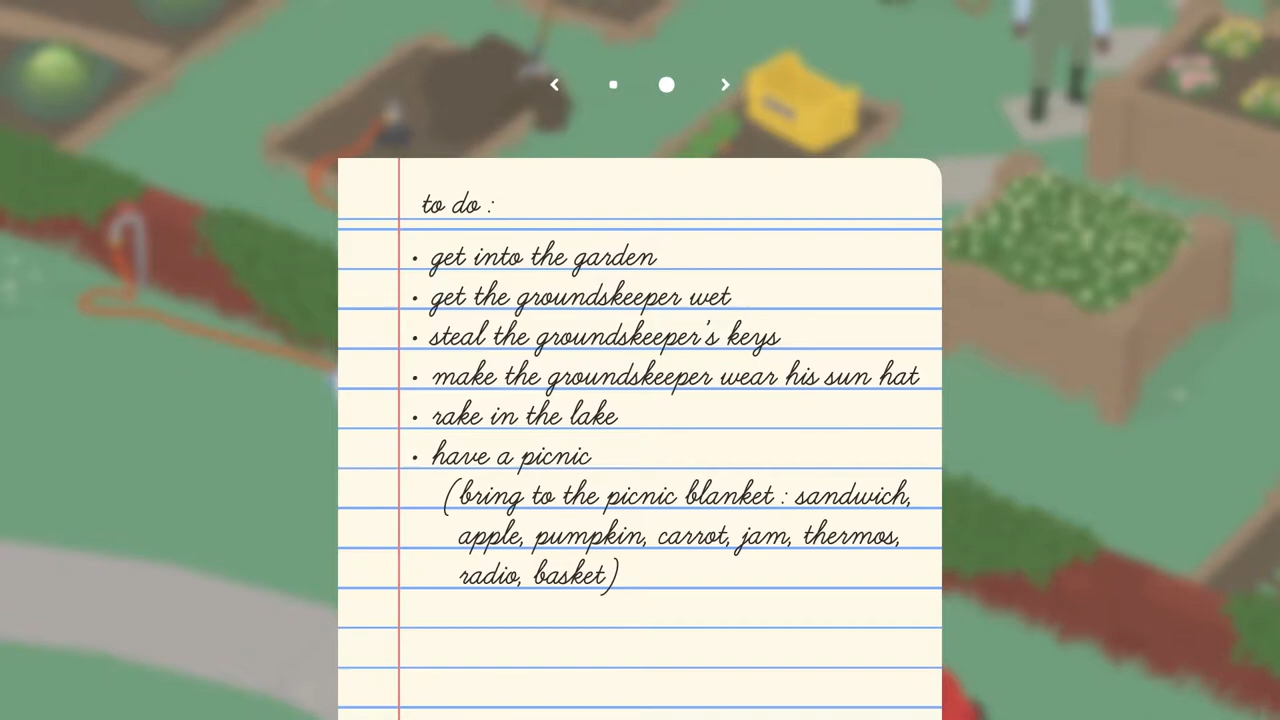 to do :
• get into the garden
• get the groundskeeper wet
• steal the groundskeeper's keys
• make the groundskeeper wear his sun hat
• rake in the lake
• have a picnic
(bring to the picnic blanket : sandwich,
apple, pumpkin, carrot, jam, thermos,
radio, basket)